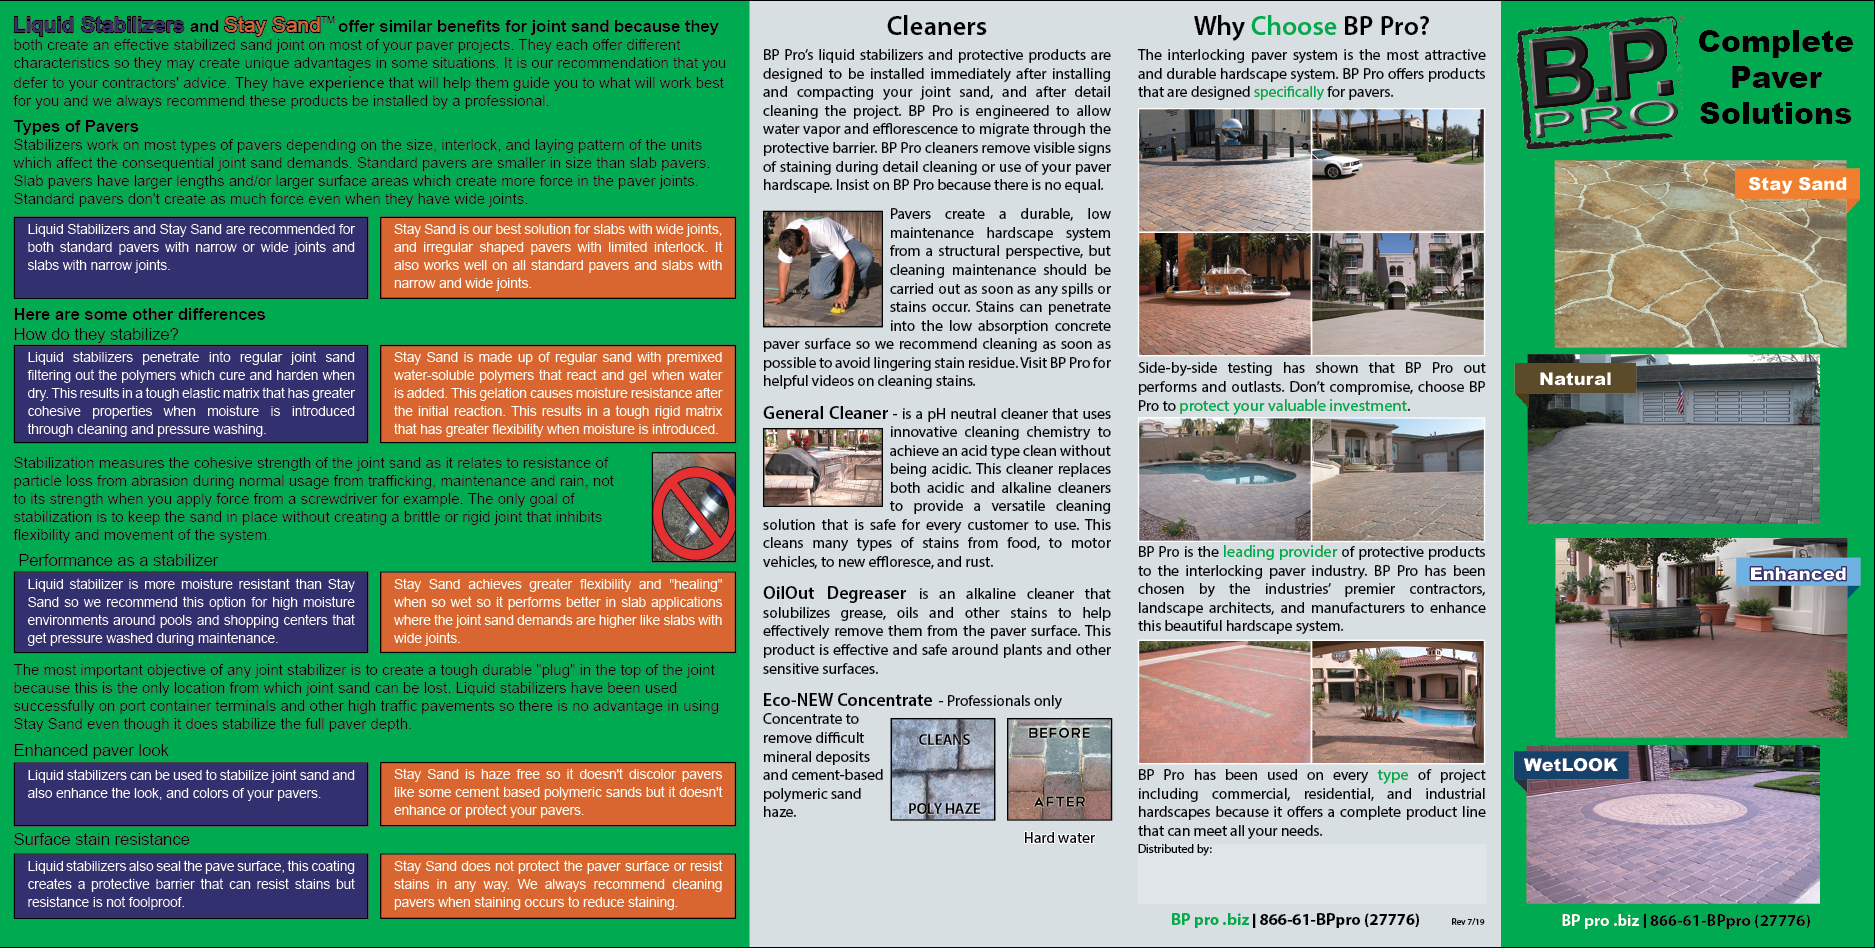 Liquid Stabilizers and Stay Sand™ offer similar benefits for joint sand because they
both create an effective stabilized sand joint on most of your paver projects. They each offer different
characteristics so they may create unique advantages in some situations. It is our recommendation that you
defer to your contractors' advice. They have experience that will help them guide you to what will work best
for you and we always recommend these products be installed by a professional.
Types of Pavers
Stabilizers work on most types of pavers depending on the size, interlock, and laying pattern of the units
which affect the consequential joint sand demands. Standard pavers are smaller in size than slab pavers.
Slab pavers have larger lengths and/or larger surface areas which create more force in the paver joints.
Standard pavers don't create as much force even when they have wide joints.
Liquid Stabilizers and Stay Sand are recommended for
both standard pavers with narrow or wide joints and
slabs with narrow joints.
Stay Sand is our best solution for slabs with wide joints,
and irregular shaped pavers with limited interlock. It
also works well on all standard pavers and slabs with
narrow and wide joints.
Here are some other differences
How do they stabilize?
Liquid stabilizers penetrate into regular joint sand
filtering out the polymers which cure and harden when
dry. This results in a tough elastic matrix that has greater
cohesive properties when moisture is introduced
through cleaning and pressure washing.
Stay Sand is made up of regular sand with premixed
water-soluble polymers that react and gel when water
is added. This gelation causes moisture resistance after
the initial reaction. This results in a tough rigid matrix
that has greater flexibility when moisture is introduced.
Stabilization measures the cohesive strength of the joint sand as it relates to resistance of
particle loss from abrasion during normal usage from trafficking, maintenance and rain, not
to its strength when you apply force from a screwdriver for example. The only goal of
stabilization is to keep the sand in place without creating a brittle or rigid joint that inhibits
flexibility and movement of the system.
Performance as a stabilizer
Liquid stabilizer is more moisture resistant than Stay
Sand so we recommend this option for high moisture
environments around pools and shopping centers that
get pressure washed during maintenance.
Stay Sand achieves greater flexibility and "healing"
when so wet so it performs better in slab applications
where the joint sand demands are higher like slabs with
wide joints.
The most important objective of any joint stabilizer is to create a tough durable "plug" in the top of the joint
because this is the only location from which joint sand can be lost. Liquid stabilizers have been used
successfully on port container terminals and other high traffic pavements so there is no advantage in using
Stay Sand even though it does stabilize the full paver depth.
Enhanced paver look
Liquid stabilizers can be used to stabilize joint sand and
also enhance the look, and colors of your pavers.
Stay Sand is haze free so it doesn't discolor pavers
like some cement based polymeric sands but it doesn't
enhance or protect your pavers.
Surface stain resistance
Liquid stabilizers also seal the pave surface, this coating
creates a protective barrier that can resist stains but
resistance is not foolproof.
Stay Sand does not protect the paver surface or resist
stains in any way. We always recommend cleaning
pavers when staining occurs to reduce staining.
Cleaners
BP Pro's liquid stabilizers and protective products are
designed to be installed immediately after installing
and compacting your joint sand, and after detail
cleaning the project. BP Pro is engineered to allow
water vapor and efflorescence to migrate through the
protective barrier. BP Pro cleaners remove visible signs
of staining during detail cleaning or use of your paver
hardscape. Insist on BP Pro because there is no equal.
Pavers create a durable, low
maintenance hardscape system
from a structural perspective, but
cleaning maintenance should be
carried out as soon as any spills or
stains occur. Stains can penetrate
into the low absorption concrete
paver surface so we recommend cleaning as soon as
possible to avoid lingering stain residue. Visit BP Pro for
helpful videos on cleaning stains.
General Cleaner - is a pH neutral cleaner that uses
innovative cleaning chemistry to
achieve an acid type clean without
being acidic. This cleaner replaces
both acidic and alkaline cleaners
to provide a versatile cleaning
solution that is safe for every customer to use. This
cleans many types of stains from food, to motor
vehicles, to new effloresce, and rust.
OilOut Degreaser is an alkaline cleaner that
solubilizes grease, oils and other stains to help
effectively remove them from the paver surface. This
product is effective and safe around plants and other
sensitive surfaces.
Eco-NEW Concentrate - Professionals only
Concentrate to
remove difficult
mineral deposits
and cement-based
polymeric sand
haze.
CLEANS
POLY HAZE
BEFORE
AFTER
Hard water
Why Choose BP Pro?
The interlocking paver system is the most attractive
and durable hardscape system. BP Pro offers products
that are designed specifically for pavers.
Side-by-side testing has shown that BP Pro out
performs and outlasts. Don't compromise, choose BP
Pro to protect your valuable investment.
BP Pro is the leading provider of protective products
to the interlocking paver industry. BP Pro has been
chosen by the industries' premier contractors,
landscape architects, and manufacturers to enhance
this beautiful hardscape system.
BP Pro has been used on every type of project
including commercial, residential, and industrial
hardscapes because it offers a complete product line
that can meet all your needs.
Distributed by:
BP pro .biz | 866-61-BPpro (27776)
Rev 7/19
B.P.
PRO
Complete
Paver
Solutions
Stay Sand
Natural
Enhanced
WetLOOK
BP pro .biz | 866-61-BPpro (27776)